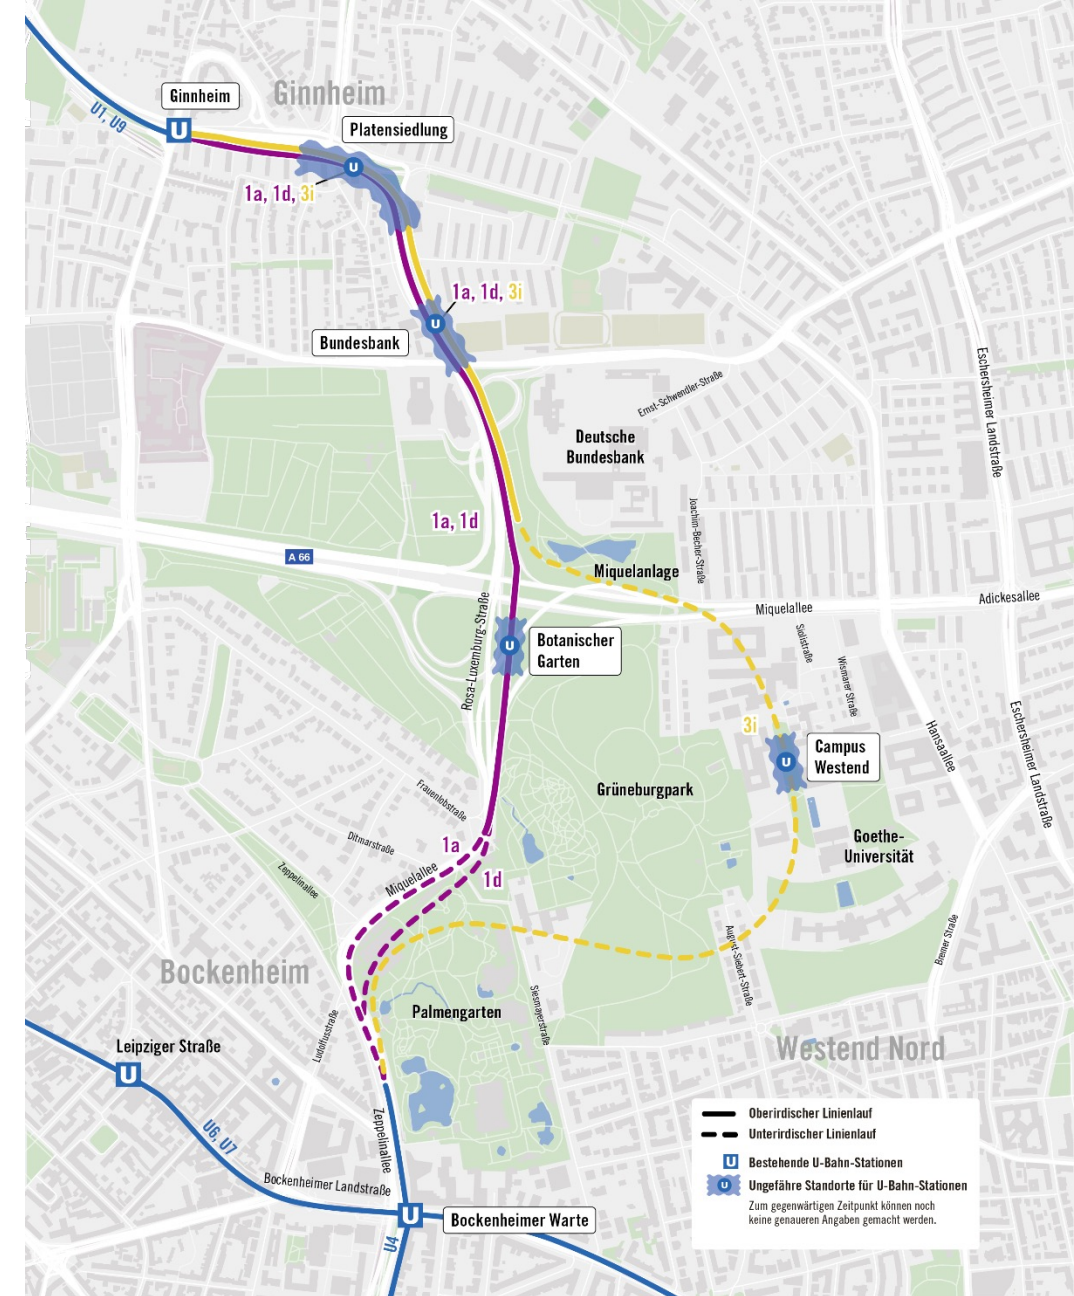 Ginnheim
Ginnheim
U1, U9
Platensiedlung
U
U
1a, 1d, 3i
1a, 1d, 3i
U
Bundesbank
Eschersheimer Landstraße
Ernst-Schwendler-Straße
Deutsche
Bundesbank
1a, 1d
Joachim-Becher-Straße
A 66
Miquelanlage
Miquelallee
Adickesallee
Rosa-Luxemburg-Straße
U
Botanischer
Garten
Siolistraße
Wismarer Straße
3i
Campus
Westend
U
Hansaallee
Eschersheimer Landstraße
Grüneburgpark
Frauenlobstraße
Ditmarstraße
1a
Goethe-
Universität
Miquelallee
1d
Zeppelinallee
Bockenheim
August-Siebert-Straße
Bremer Straße
Palmengarten
Siesmayerstraße
Ludolfusstraße
Leipziger Straße
Westend Nord
U
U6, U7
Zeppelinallee
Bockenheimer Landstraße
U
Bockenheimer Warte
U4
Oberirdischer Linienlauf
Unterirdischer Linienlauf
U
Bestehende U-Bahn-Stationen
U
Ungefähre Standorte für U-Bahn-Stationen
Zum gegenwärtigen Zeitpunkt können noch
keine genaueren Angaben gemacht werden.